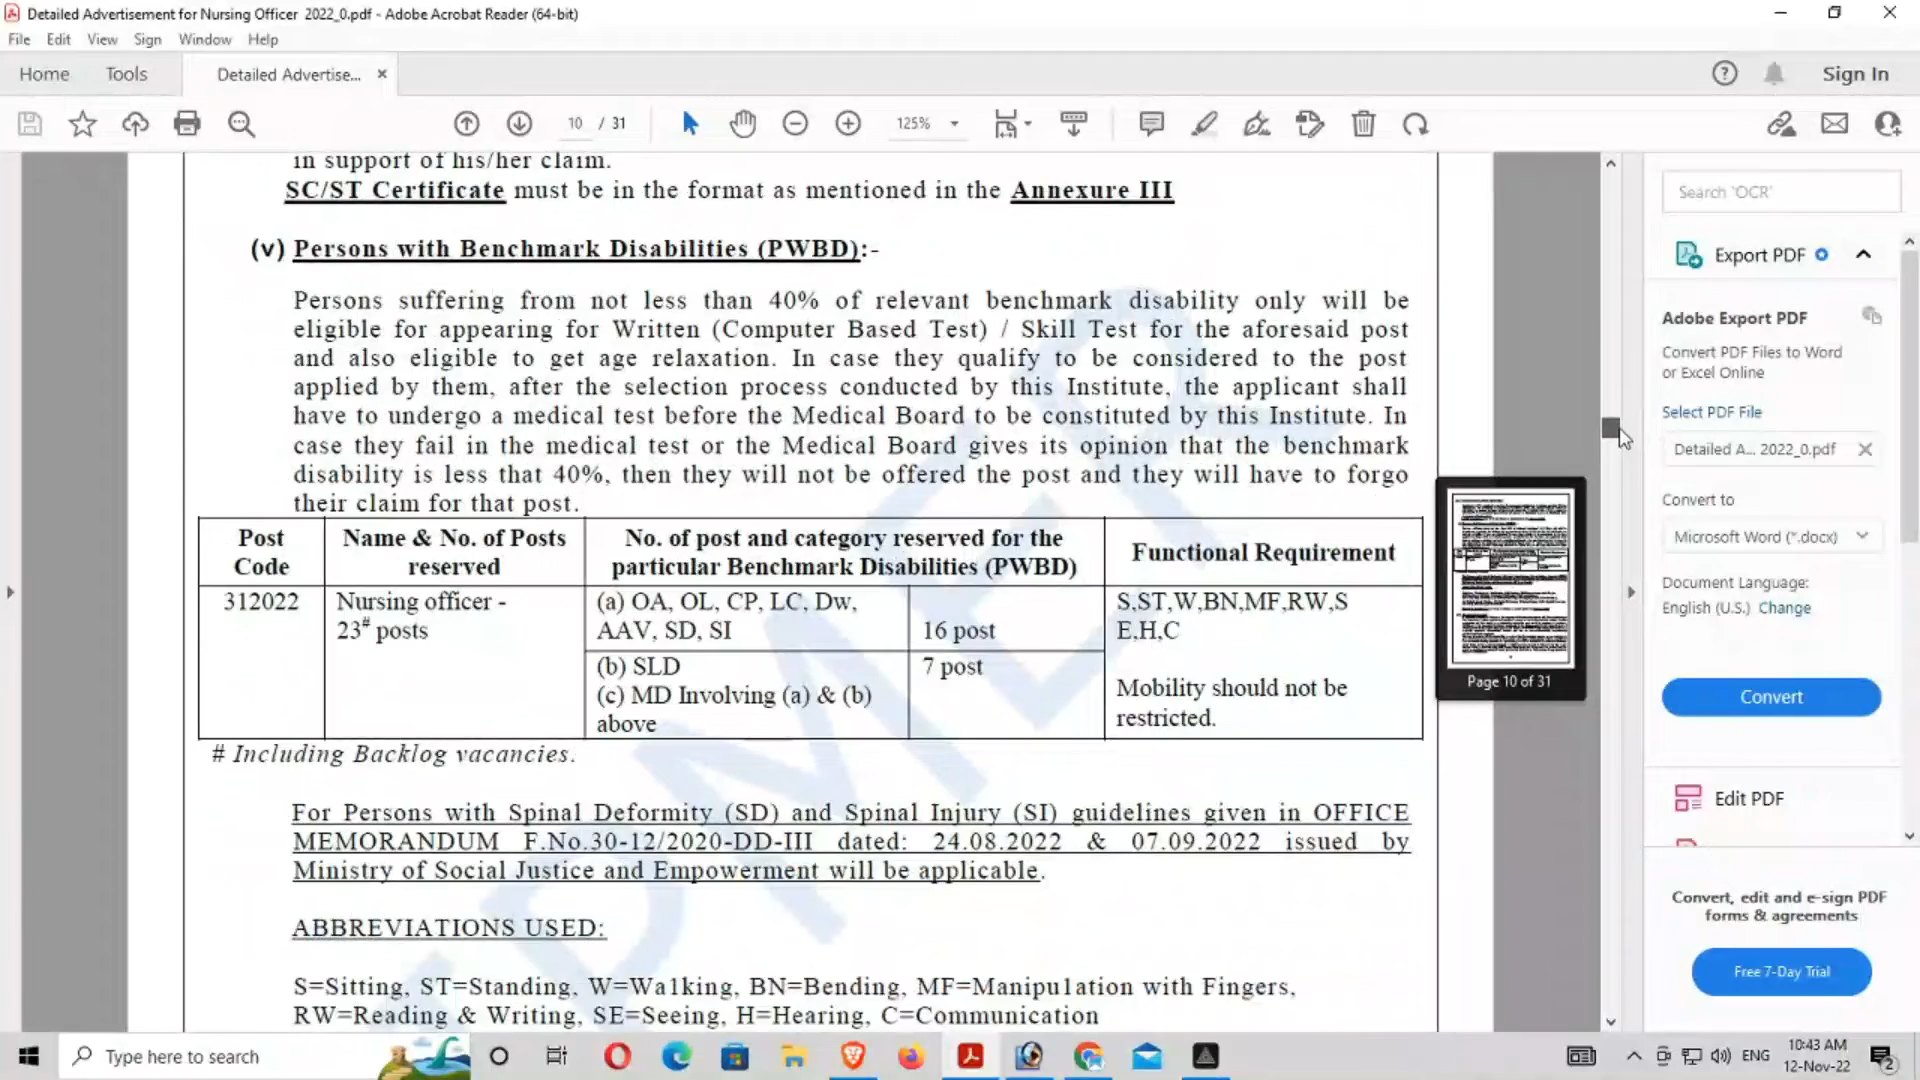 Detailed Advertisement for Nursing Officer 2022_0.pdf - Adobe Acrobat Reader (64-bit)
File Edit View Sign Window Help
Home Tools Detailed Advertise... Sign In
10 / 31 125%
in support of his/her claim.
SC/ST Certificate must be in the format as mentioned in the Annexure III
(v) Persons with Benchmark Disabilities (PWBD):-
Persons suffering from not less than 40% of relevant benchmark disability only will be
eligible for appearing for Written (Computer Based Test) / Skill Test for the aforesaid post
and also eligible to get age relaxation. In case they qualify to be considered to the post
applied by them, after the selection process conducted by this Institute, the applicant shall
have to undergo a medical test before the Medical Board to be constituted by this Institute. In
case they fail in the medical test or the Medical Board gives its opinion that the benchmark
disability is less that 40%, then they will not be offered the post and they will have to forgo
their claim for that post.
Post Code
Name & No. of Posts reserved
No. of post and category reserved for the particular Benchmark Disabilities (PWBD)
Functional Requirement
312022
Nursing officer -
23# posts
(a) OA, OL, CP, LC, Dw,
AAV, SD, SI
16 post
(b) SLD
(c) MD Involving (a) & (b)
above
7 post
S,ST,W,BN,MF,RW,S
E,H,C
Mobility should not be
restricted.
# Including Backlog vacancies.
For Persons with Spinal Deformity (SD) and Spinal Injury (SI) guidelines given in OFFICE
MEMORANDUM F.No.30-12/2020-DD-III dated: 24.08.2022 & 07.09.2022 issued by
Ministry of Social Justice and Empowerment will be applicable.
ABBREVIATIONS USED:
S=Sitting, ST=Standing, W=Walking, BN=Bending, MF=Manipulation with Fingers,
RW=Reading & Writing, SE=Seeing, H=Hearing, C=Communication
Page 10 of 31
Search 'OCR'
Export PDF
Adobe Export PDF
Convert PDF Files to Word
or Excel Online
Select PDF File
Detailed A... 2022_0.pdf
Convert to
Microsoft Word (*.docx)
Document Language:
English (U.S.) Change
Convert
Edit PDF
Convert, edit and e-sign PDF
forms & agreements
Free 7-Day Trial
Type here to search
ENG
10:43 AM
12-Nov-22
2